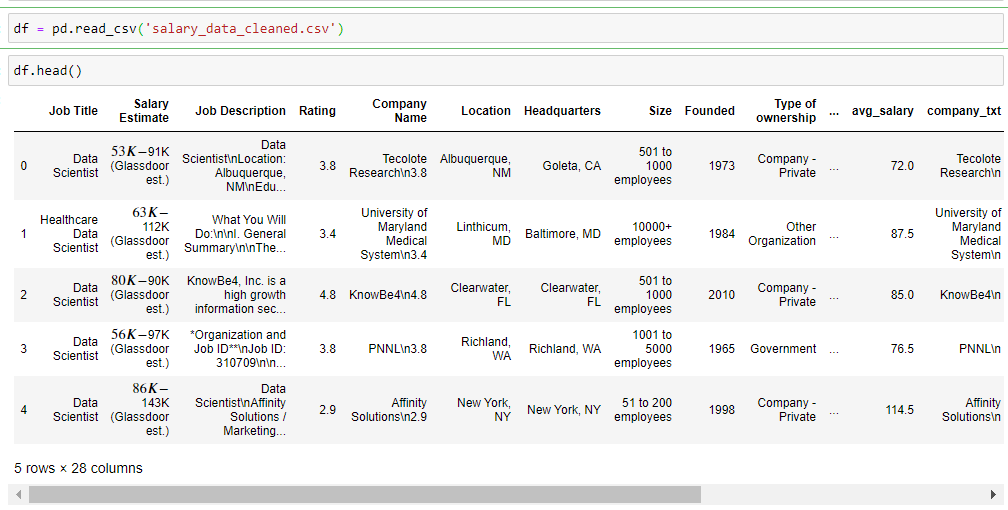 df = pd.read_csv('salary_data_cleaned.csv')
df.head()
Job Title Salary Estimate Job Description Rating Company Name Location Headquarters Size Founded Type of ownership ... avg_salary company_txt
0 Data Scientist 53K−91K (Glassdoor est.) Data Scientist\nLocation: Albuquerque, NM\nEdu... 3.8 Tecolote Research\n3.8 Albuquerque, NM Goleta, CA 501 to 1000 employees 1973 Company - Private ... 72.0 Tecolote Research\n
1 Healthcare Data Scientist 63K−112K (Glassdoor est.) What You Will Do:\n\nI. General Summary\n\nThe... 3.4 University of Maryland Medical System\n3.4 Linthicum, MD Baltimore, MD 10000+ employees 1984 Other Organization ... 87.5 University of Maryland Medical System\n
2 Data Scientist 80K−90K (Glassdoor est.) KnowBe4, Inc. is a high growth information sec... 4.8 KnowBe4\n4.8 Clearwater, FL Clearwater, FL 501 to 1000 employees 2010 Company - Private ... 85.0 KnowBe4\n
3 Data Scientist 56K−97K (Glassdoor est.) *Organization and Job ID**\nJob ID: 310709\n\n... 3.8 PNNL\n3.8 Richland, WA Richland, WA 1001 to 5000 employees 1965 Government ... 76.5 PNNL\n
4 Data Scientist 86K−143K (Glassdoor est.) Data Scientist\nAffinity Solutions / Marketing... 2.9 Affinity Solutions\n2.9 New York, NY New York, NY 51 to 200 employees 1998 Company - Private ... 114.5 Affinity Solutions\n
5 rows × 28 columns